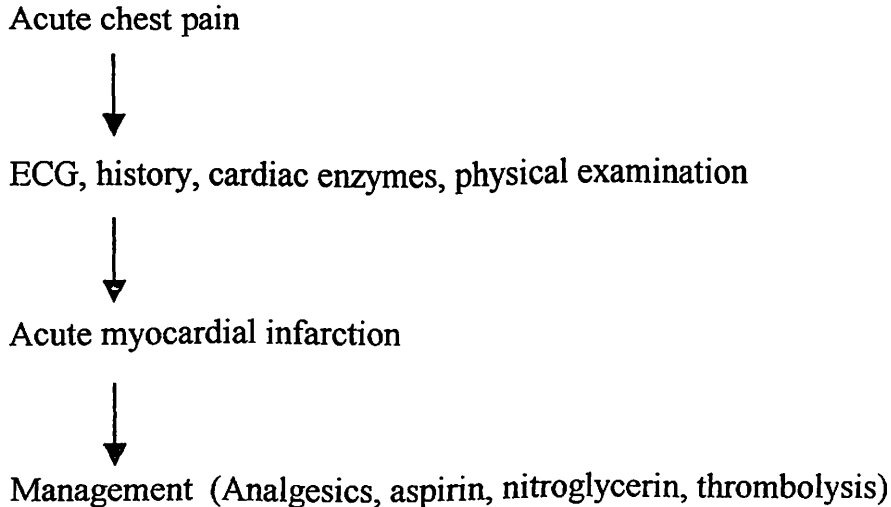 Acute chest pain
ECG, history, cardiac enzymes, physical examination
Acute myocardial infarction
Management (Analgesics, aspirin, nitroglycerin, thrombolysis)